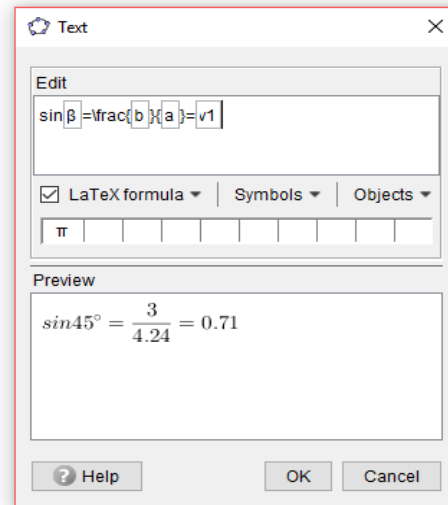 Text
Edit
sin β =\frac{ b }{ a }= v1
LaTeX formula Symbols Objects
π
Preview
sin45° = 3/4.24 = 0.71
Help OK Cancel